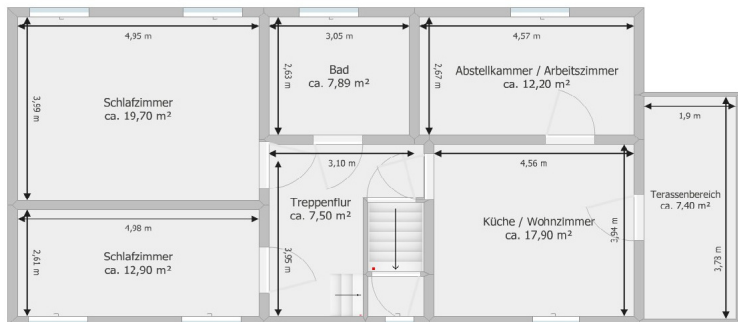 4,95 m
3,05 m
4,57 m
2,63 m
2,67 m
Bad
ca. 7,89 m²
Abstellkammer / Arbeitszimmer
ca. 12,20 m²
3,99 m
Schlafzimmer
ca. 19,70 m²
1,9 m
3,10 m
4,56 m
Treppenflur
ca. 7,50 m²
Terassenbereich
ca. 7,40 m²
4,98 m
Küche / Wohnzimmer
ca. 17,90 m²
3,94 m
2,61 m
Schlafzimmer
ca. 12,90 m²
3,95 m
3,78 m